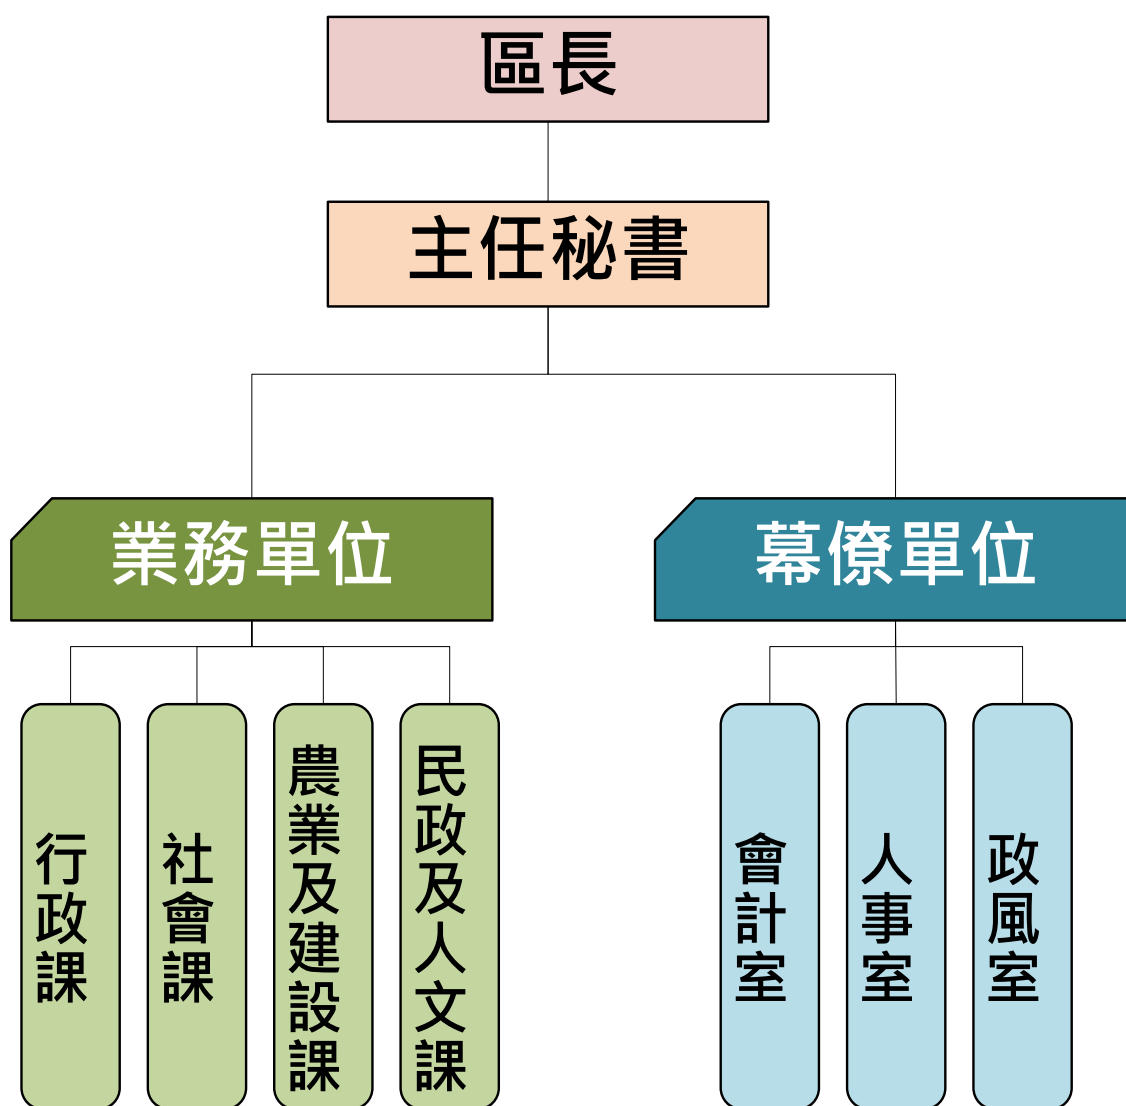 區長
主任秘書
業務單位
幕僚單位
行政課
社會課
農業及建設課
民政及人文課
會計室
人事室
政風室